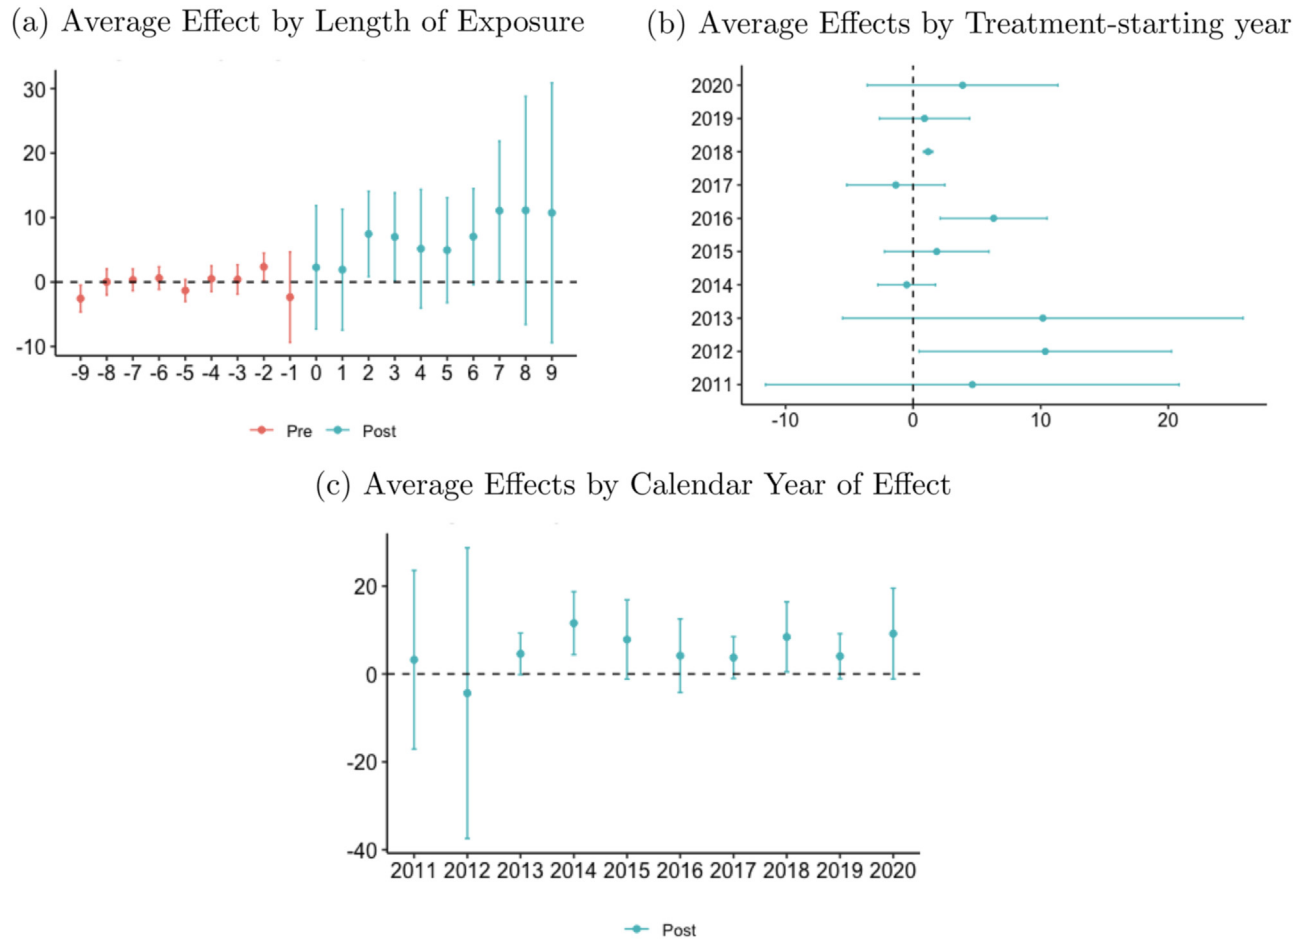 (a) Average Effect by Length of Exposure
30
20
10
0
-10
-9 -8 -7 -6 -5 -4 -3 -2 -1 0 1 2 3 4 5 6 7 8 9
Pre Post
(b) Average Effects by Treatment-starting year
2020
2019
2018
2017
2016
2015
2014
2013
2012
2011
-10 0 10 20
(c) Average Effects by Calendar Year of Effect
20
0
-20
-40
2011 2012 2013 2014 2015 2016 2017 2018 2019 2020
Post